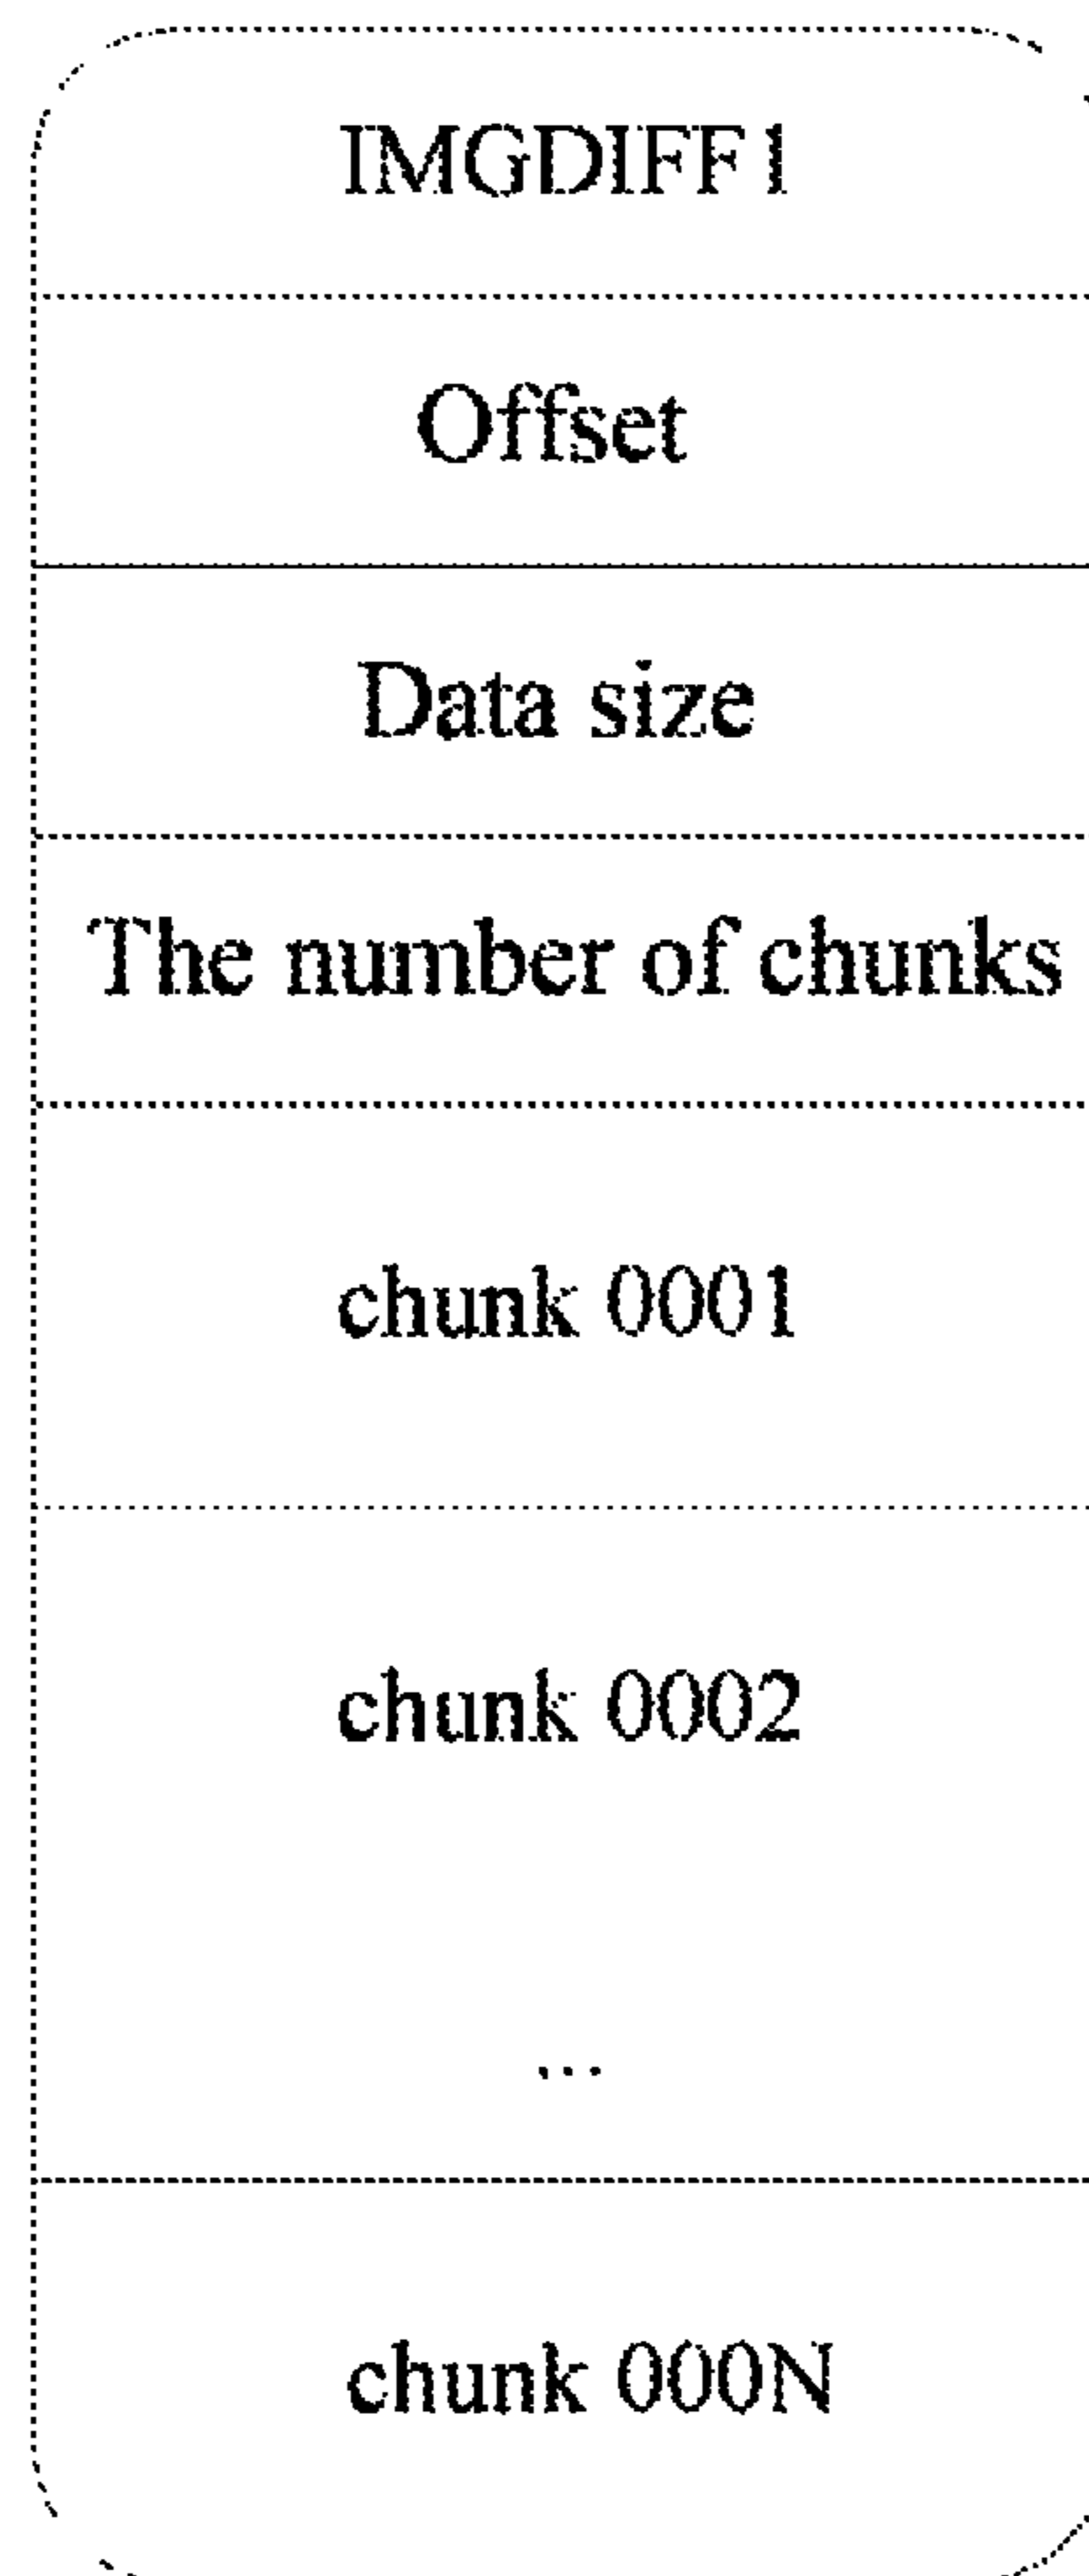 IMGDIFF1
Offset
Data size
The number of chunks
chunk 0001
chunk 0002
...
chunk 000N